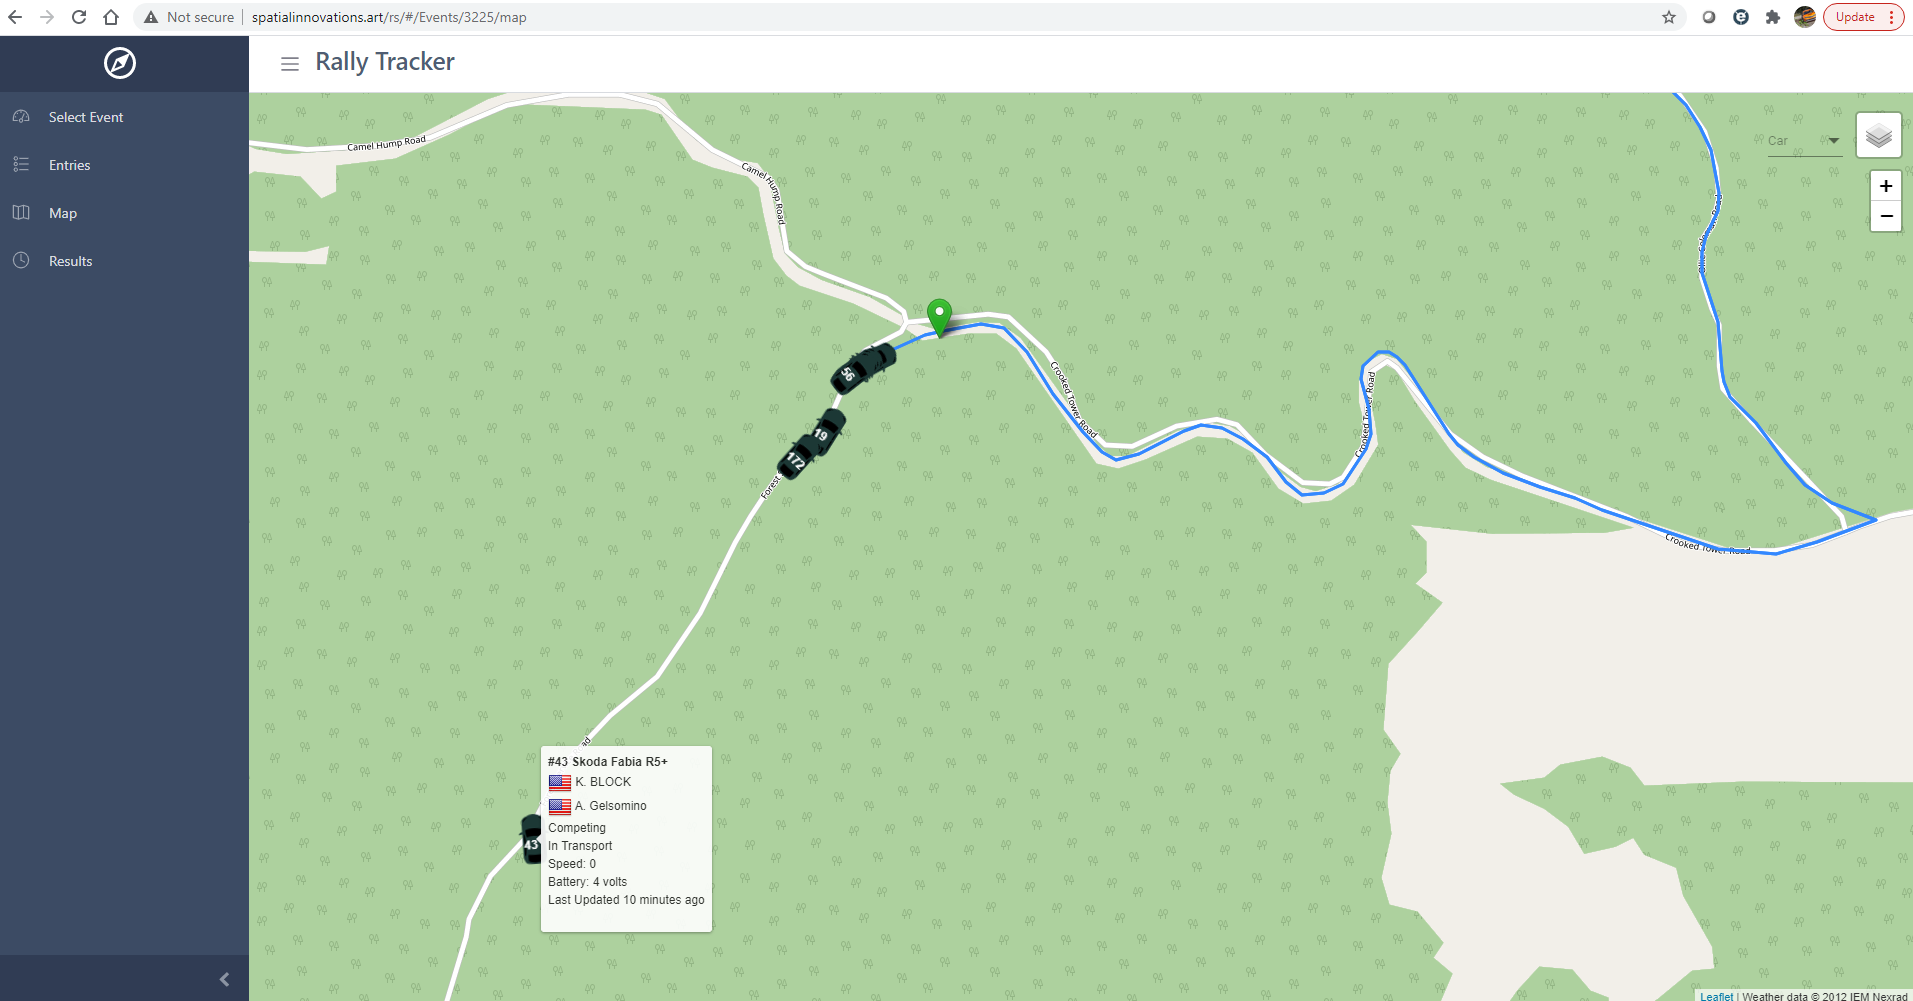 Not secure
spatialinnovations.art/rs/#/Events/3225/map
Update
Rally Tracker
Select Event
Entries
Map
Results
Car
+
−
Camel Hump Road
Camel Hump Road
Crooked Tower Road
Crooked Tower Road
Crooked Tower Road
56
19
172
Forest
43
#43 Skoda Fabia R5+
K. BLOCK
A. Gelsomino
Competing
In Transport
Speed: 0
Battery: 4 volts
Last Updated 10 minutes ago
Leaflet | Weather data © 2012 IEM Nexrad